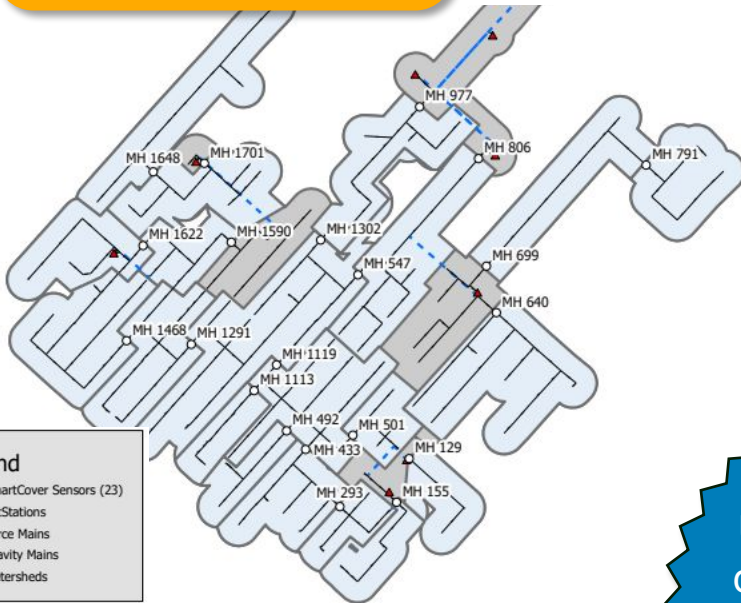 MH 977
MH 806
MH 791
MH 1648
MH 1701
MH 1622
MH 1590
MH 1302
MH 699
MH 547
MH 640
MH 1468
MH 1291
MH 1119
MH 1113
MH 492
MH 501
MH 433
MH 129
MH 293
MH 155
nd
artCover Sensors (23)
tStations
rce Mains
avity Mains
tersheds